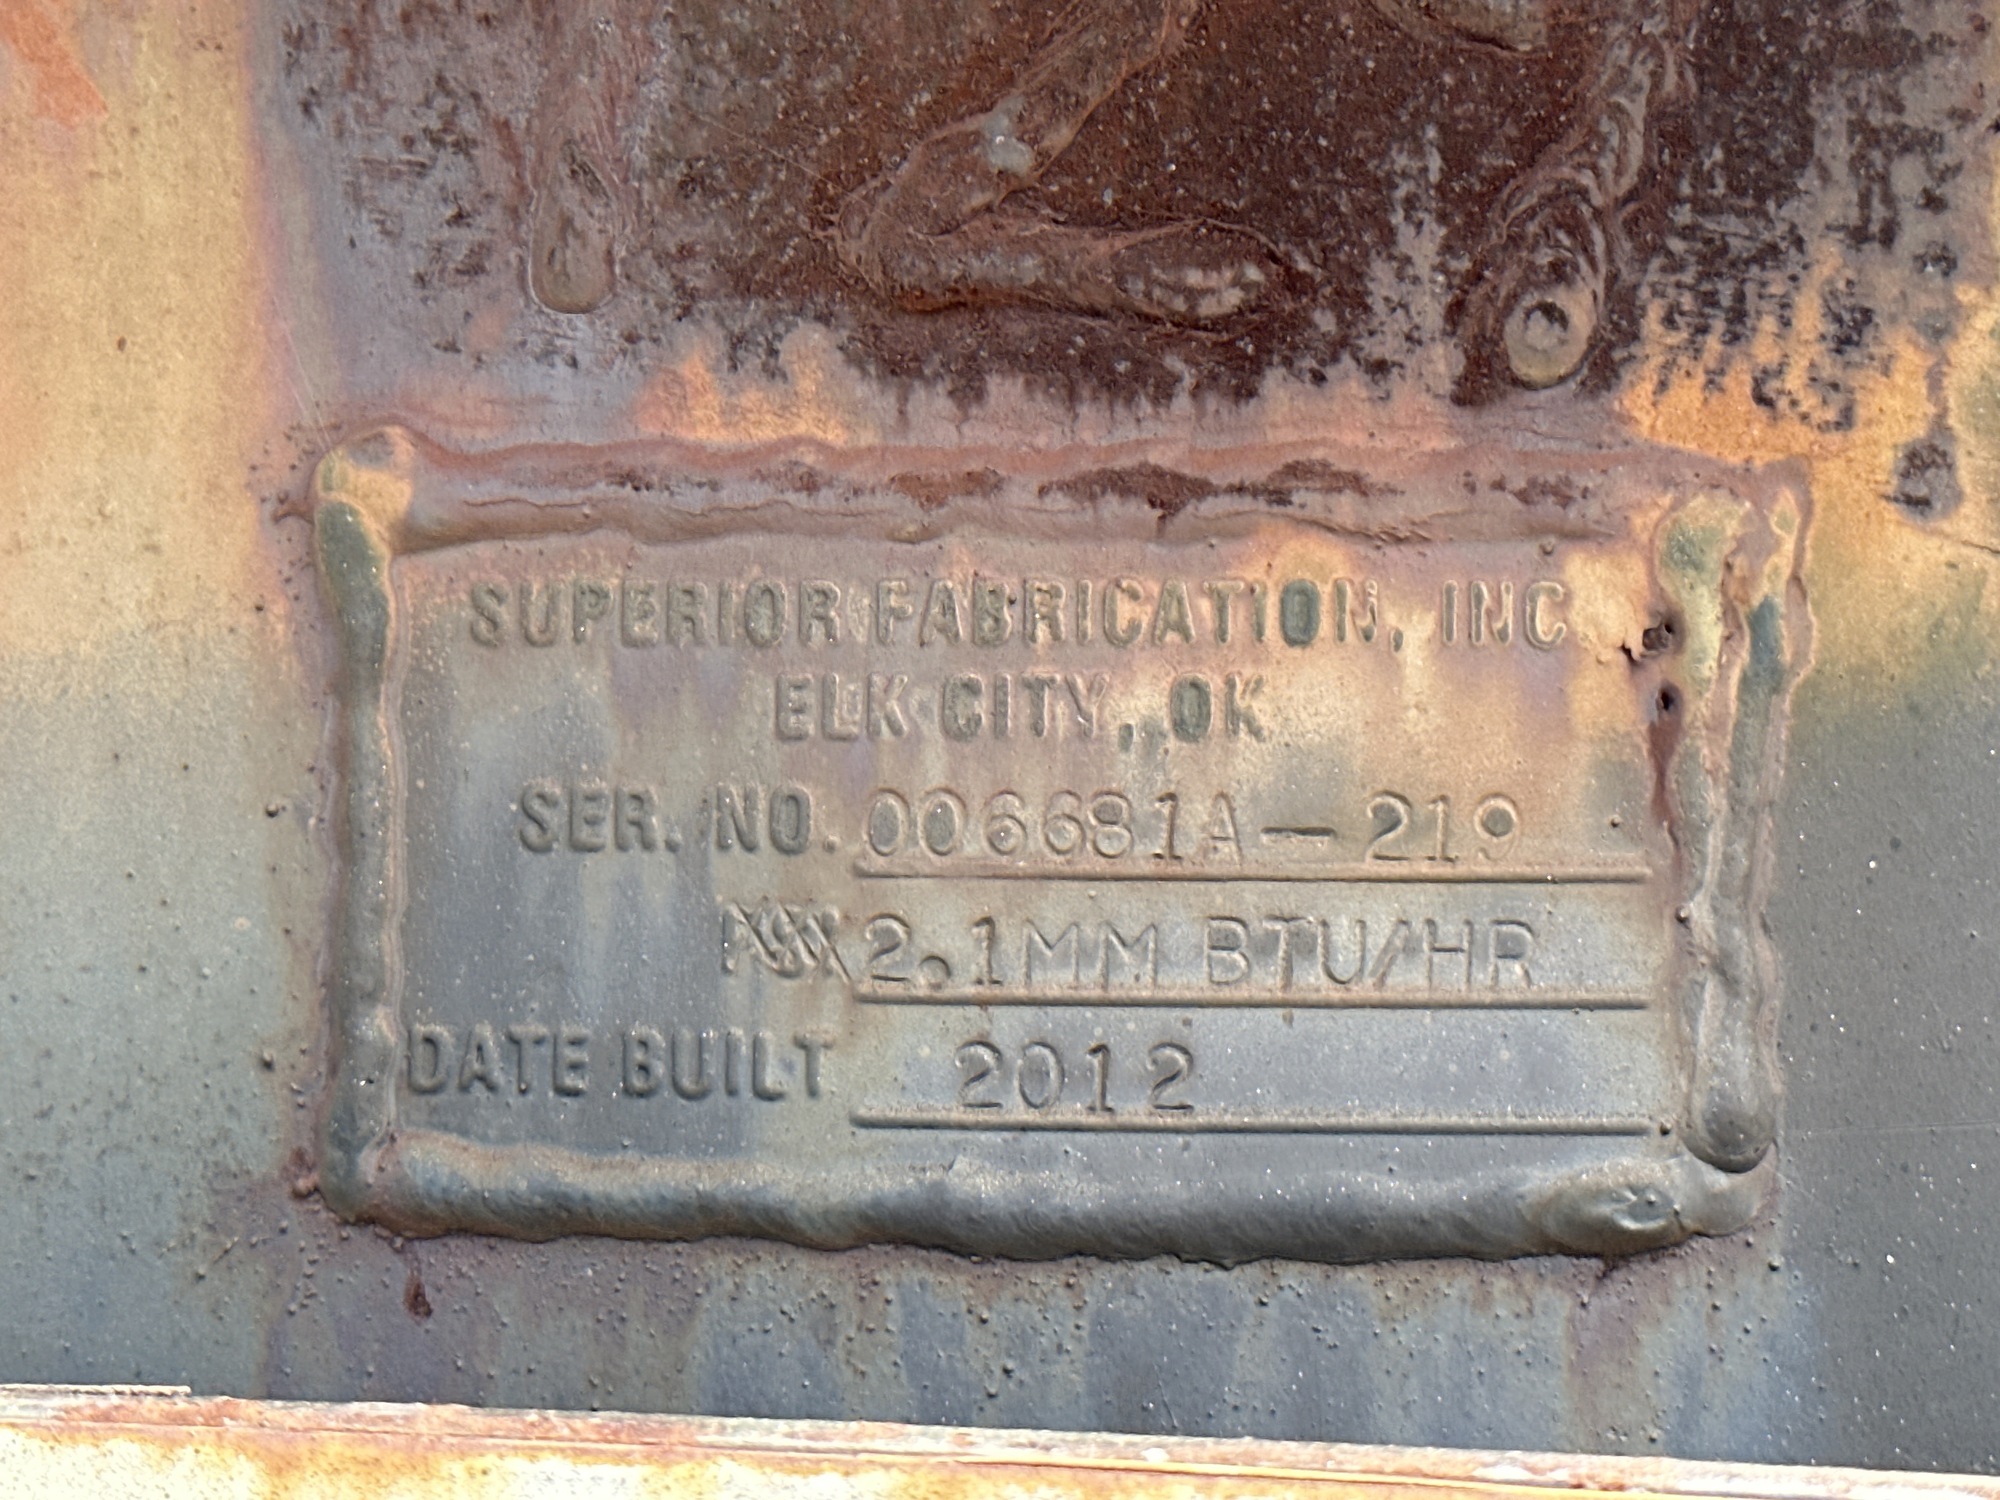 SUPERIOR FABRICATION, INC
ELK CITY, OK
SER. NO. 006681A-219
2.1MM BTU/HR
DATE BUILT 2012